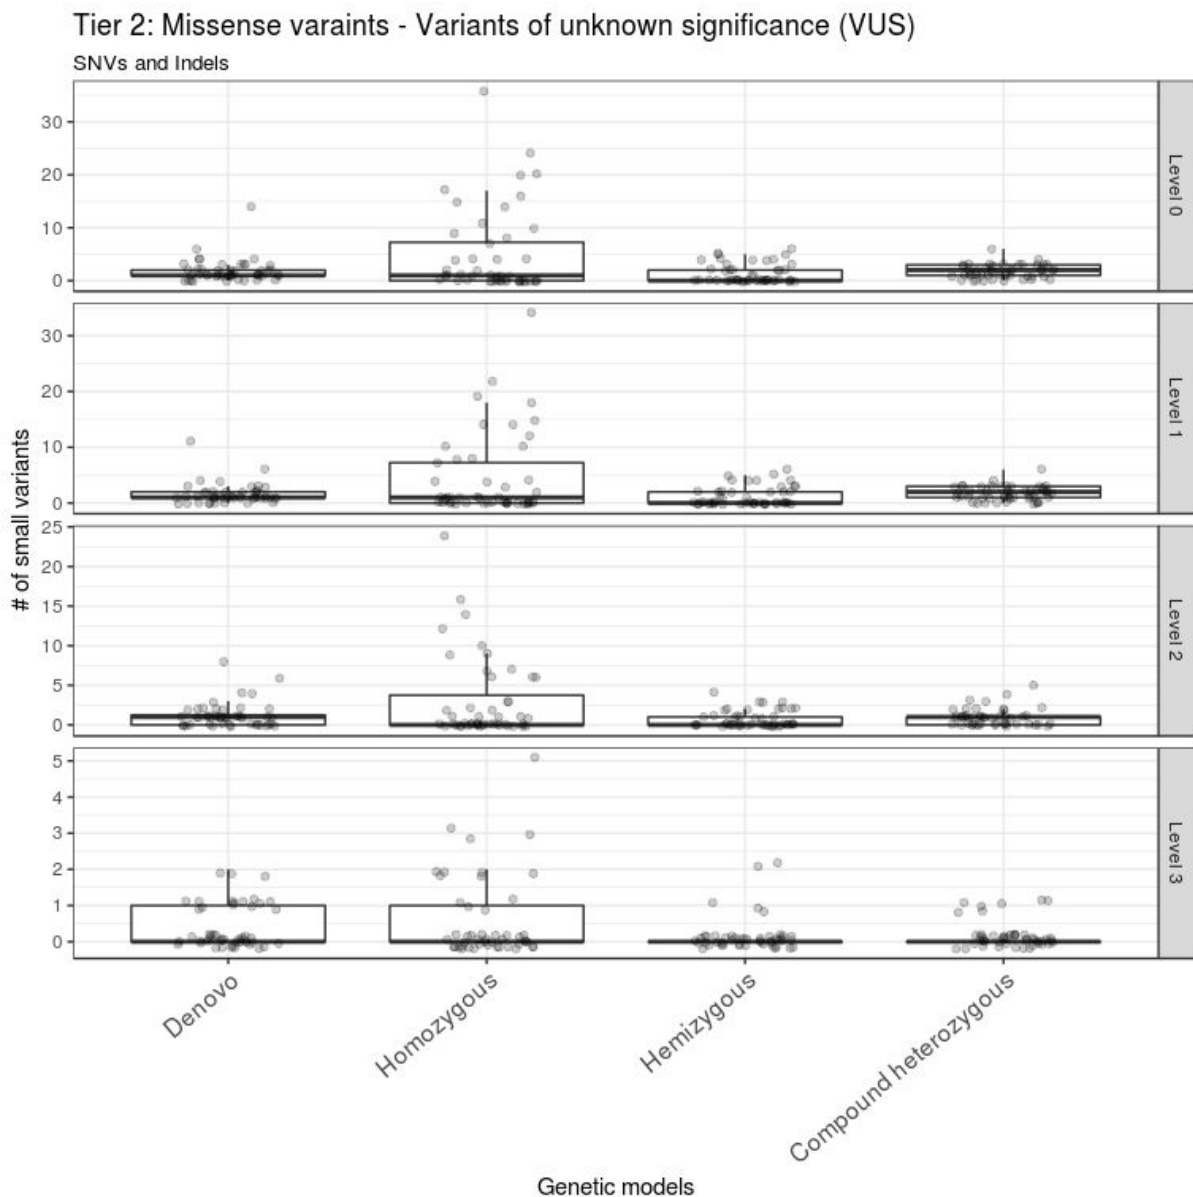 Tier 2: Missense varaints - Variants of unknown significance (VUS)
SNVs and Indels
# of small variants
30
20
10
0
Level 0
30
20
10
0
Level 1
25
20
15
10
5
0
Level 2
5
4
3
2
1
0
Level 3
Denovo
Homozygous
Hemizygous
Compound heterozygous
Genetic models